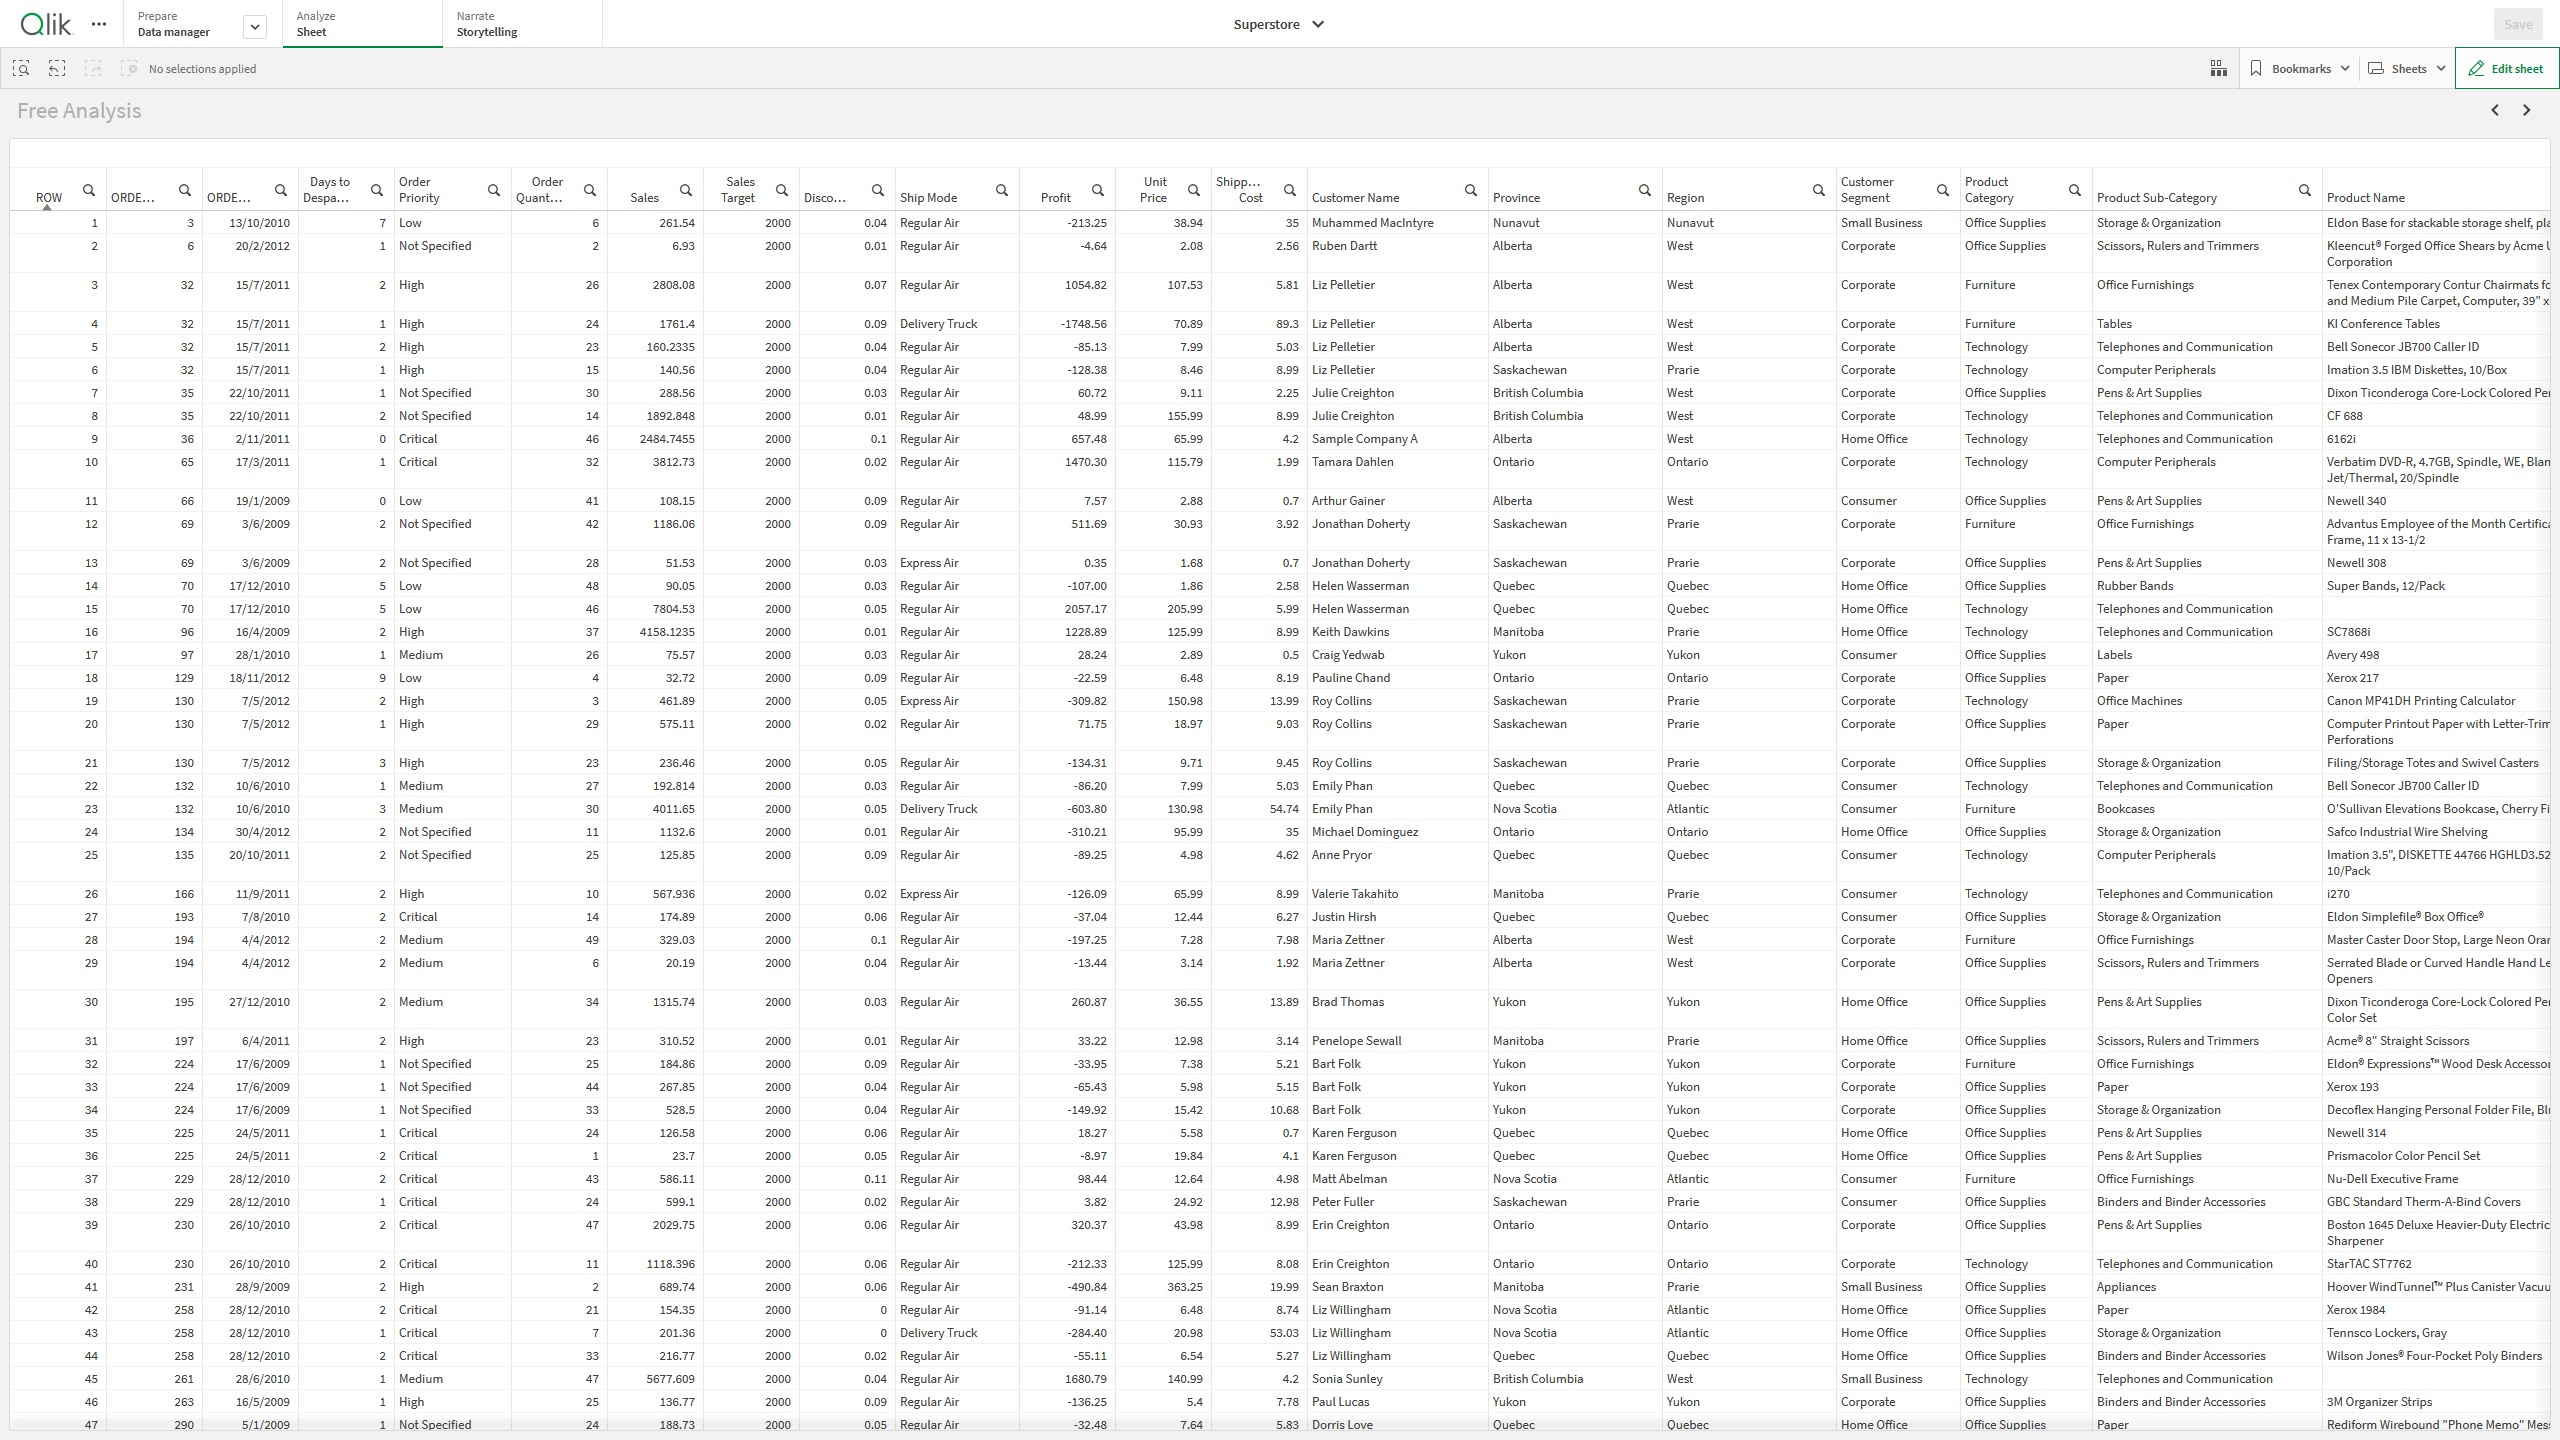 Qlik
Prepare
Data manager
Analyze
Sheet
Narrate
Storytelling
Superstore
Save
No selections applied
Bookmarks
Sheets
Edit sheet
Free Analysis
ROW ORDE... ORDE... Days to Despa... Order Priority Order Quant... Sales Sales Target Disco... Ship Mode Profit Unit Price Shipp... Cost Customer Name Province Region Customer Segment Product Category Product Sub-Category Product Name
1 3 13/10/2010 7 Low 6 261.54 2000 0.04 Regular Air -213.25 38.94 35 Muhammed MacIntyre Nunavut Nunavut Small Business Office Supplies Storage & Organization Eldon Base for stackable storage shelf, pla
2 6 20/2/2012 1 Not Specified 2 6.93 2000 0.01 Regular Air -4.64 2.08 2.56 Ruben Dartt Alberta West Corporate Office Supplies Scissors, Rulers and Trimmers Kleencut® Forged Office Shears by Acme U
Corporation
3 32 15/7/2011 2 High 26 2808.08 2000 0.07 Regular Air 1054.82 107.53 5.81 Liz Pelletier Alberta West Corporate Furniture Office Furnishings Tenex Contemporary Contur Chairmats fo
and Medium Pile Carpet, Computer, 39" x
4 32 15/7/2011 1 High 24 1761.4 2000 0.09 Delivery Truck -1748.56 70.89 89.3 Liz Pelletier Alberta West Corporate Furniture Tables KI Conference Tables
5 32 15/7/2011 2 High 23 160.2335 2000 0.04 Regular Air -85.13 7.99 5.03 Liz Pelletier Alberta West Corporate Technology Telephones and Communication Bell Sonecor JB700 Caller ID
6 32 15/7/2011 1 High 15 140.56 2000 0.04 Regular Air -128.38 8.46 8.99 Liz Pelletier Saskachewan Prarie Corporate Technology Computer Peripherals Imation 3.5 IBM Diskettes, 10/Box
7 35 22/10/2011 1 Not Specified 30 288.56 2000 0.03 Regular Air 60.72 9.11 2.25 Julie Creighton British Columbia West Corporate Office Supplies Pens & Art Supplies Dixon Ticonderoga Core-Lock Colored Pe
8 35 22/10/2011 2 Not Specified 14 1892.848 2000 0.01 Regular Air 48.99 155.99 8.99 Julie Creighton British Columbia West Corporate Technology Telephones and Communication CF 688
9 36 2/11/2011 0 Critical 46 2484.7455 2000 0.1 Regular Air 657.48 65.99 4.2 Sample Company A Alberta West Home Office Technology Telephones and Communication 6162i
10 65 17/3/2011 1 Critical 32 3812.73 2000 0.02 Regular Air 1470.30 115.79 1.99 Tamara Dahlen Ontario Ontario Corporate Technology Computer Peripherals Verbatim DVD-R, 4.7GB, Spindle, WE, Blan
Jet/Thermal, 20/Spindle
11 66 19/1/2009 0 Low 41 108.15 2000 0.09 Regular Air 7.57 2.88 0.7 Arthur Gainer Alberta West Consumer Office Supplies Pens & Art Supplies Newell 340
12 69 3/6/2009 2 Not Specified 42 1186.06 2000 0.09 Regular Air 511.69 30.93 3.92 Jonathan Doherty Saskachewan Prarie Corporate Furniture Office Furnishings Advantus Employee of the Month Certifica
Frame, 11 x 13-1/2
13 69 3/6/2009 2 Not Specified 28 51.53 2000 0.03 Express Air 0.35 1.68 0.7 Jonathan Doherty Saskachewan Prarie Corporate Office Supplies Pens & Art Supplies Newell 308
14 70 17/12/2010 5 Low 48 90.05 2000 0.03 Regular Air -107.00 1.86 2.58 Helen Wasserman Quebec Quebec Home Office Office Supplies Rubber Bands Super Bands, 12/Pack
15 70 17/12/2010 5 Low 46 7804.53 2000 0.05 Regular Air 2057.17 205.99 5.99 Helen Wasserman Quebec Quebec Home Office Technology Telephones and Communication
16 96 16/4/2009 2 High 37 4158.1235 2000 0.01 Regular Air 1228.89 125.99 8.99 Keith Dawkins Manitoba Prarie Home Office Technology Telephones and Communication SC7868i
17 97 28/1/2010 1 Medium 26 75.57 2000 0.03 Regular Air 28.24 2.89 0.5 Craig Yedwab Yukon Yukon Consumer Office Supplies Labels Avery 498
18 129 18/11/2012 9 Low 4 32.72 2000 0.09 Regular Air -22.59 6.48 8.19 Pauline Chand Ontario Ontario Corporate Office Supplies Paper Xerox 217
19 130 7/5/2012 2 High 3 461.89 2000 0.05 Express Air -309.82 150.98 13.99 Roy Collins Saskachewan Prarie Corporate Technology Office Machines Canon MP41DH Printing Calculator
20 130 7/5/2012 1 High 29 575.11 2000 0.02 Regular Air 71.75 18.97 9.03 Roy Collins Saskachewan Prarie Corporate Office Supplies Paper Computer Printout Paper with Letter-Trim
Perforations
21 130 7/5/2012 3 High 23 236.46 2000 0.05 Regular Air -134.31 9.71 9.45 Roy Collins Saskachewan Prarie Corporate Office Supplies Storage & Organization Filing/Storage Totes and Swivel Casters
22 132 10/6/2010 1 Medium 27 192.814 2000 0.03 Regular Air -86.20 7.99 5.03 Emily Phan Quebec Quebec Consumer Technology Telephones and Communication Bell Sonecor JB700 Caller ID
23 132 10/6/2010 3 Medium 30 4011.65 2000 0.05 Delivery Truck -603.80 130.98 54.74 Emily Phan Nova Scotia Atlantic Consumer Furniture Bookcases O'Sullivan Elevations Bookcase, Cherry Fi
24 134 30/4/2012 2 Not Specified 11 1132.6 2000 0.01 Regular Air -310.21 95.99 35 Michael Dominguez Ontario Ontario Home Office Office Supplies Storage & Organization Safco Industrial Wire Shelving
25 135 20/10/2011 2 Not Specified 25 125.85 2000 0.09 Regular Air -89.25 4.98 4.62 Anne Pryor Quebec Quebec Consumer Technology Computer Peripherals Imation 3.5", DISKETTE 44766 HGHLD3.52
10/Pack
26 166 11/9/2011 2 High 10 567.936 2000 0.02 Express Air -126.09 65.99 8.99 Valerie Takahito Manitoba Prarie Consumer Technology Telephones and Communication i270
27 193 7/8/2010 2 Critical 14 174.89 2000 0.06 Regular Air -37.04 12.44 6.27 Justin Hirsh Quebec Quebec Consumer Office Supplies Storage & Organization Eldon Simplefile® Box Office®
28 194 4/4/2012 2 Medium 49 329.03 2000 0.1 Regular Air -197.25 7.28 7.98 Maria Zettner Alberta West Corporate Furniture Office Furnishings Master Caster Door Stop, Large Neon Oran
29 194 4/4/2012 2 Medium 6 20.19 2000 0.04 Regular Air -13.44 3.14 1.92 Maria Zettner Alberta West Corporate Office Supplies Scissors, Rulers and Trimmers Serrated Blade or Curved Handle Hand Le
Openers
30 195 27/12/2010 2 Medium 34 1315.74 2000 0.03 Regular Air 260.87 36.55 13.89 Brad Thomas Yukon Yukon Home Office Office Supplies Pens & Art Supplies Dixon Ticonderoga Core-Lock Colored Pe
Color Set
31 197 6/4/2011 2 High 23 310.52 2000 0.01 Regular Air 33.22 12.98 3.14 Penelope Sewall Manitoba Prarie Home Office Office Supplies Scissors, Rulers and Trimmers Acme® 8" Straight Scissors
32 224 17/6/2009 1 Not Specified 25 184.86 2000 0.09 Regular Air -33.95 7.38 5.21 Bart Folk Yukon Yukon Corporate Furniture Office Furnishings Eldon® Expressions™ Wood Desk Accessor
33 224 17/6/2009 1 Not Specified 44 267.85 2000 0.04 Regular Air -65.43 5.98 5.15 Bart Folk Yukon Yukon Corporate Office Supplies Paper Xerox 193
34 224 17/6/2009 1 Not Specified 33 528.5 2000 0.04 Regular Air -149.92 15.42 10.68 Bart Folk Yukon Yukon Corporate Office Supplies Storage & Organization Decoflex Hanging Personal Folder File, Bl
35 225 24/5/2011 1 Critical 24 126.58 2000 0.06 Regular Air 18.27 5.58 0.7 Karen Ferguson Quebec Quebec Home Office Office Supplies Pens & Art Supplies Newell 314
36 225 24/5/2011 2 Critical 1 23.7 2000 0.05 Regular Air -8.97 19.84 4.1 Karen Ferguson Quebec Quebec Home Office Office Supplies Pens & Art Supplies Prismacolor Color Pencil Set
37 229 28/12/2010 2 Critical 43 586.11 2000 0.11 Regular Air 98.44 12.64 4.98 Matt Abelman Nova Scotia Atlantic Consumer Furniture Office Furnishings Nu-Dell Executive Frame
38 229 28/12/2010 1 Critical 24 599.1 2000 0.02 Regular Air 3.82 24.92 12.98 Peter Fuller Saskachewan Prarie Consumer Office Supplies Binders and Binder Accessories GBC Standard Therm-A-Bind Covers
39 230 26/10/2010 2 Critical 47 2029.75 2000 0.06 Regular Air 320.37 43.98 8.99 Erin Creighton Ontario Ontario Corporate Office Supplies Pens & Art Supplies Boston 1645 Deluxe Heavier-Duty Electric
Sharpener
40 230 26/10/2010 2 Critical 11 1118.396 2000 0.06 Regular Air -212.33 125.99 8.08 Erin Creighton Ontario Ontario Corporate Technology Telephones and Communication StarTAC ST7762
41 231 28/9/2009 2 High 2 689.74 2000 0.06 Regular Air -490.84 363.25 19.99 Sean Braxton Manitoba Prarie Small Business Office Supplies Appliances Hoover WindTunnel™ Plus Canister Vacuu
42 258 28/12/2010 2 Critical 21 154.35 2000 0 Regular Air -91.14 6.48 8.74 Liz Willingham Nova Scotia Atlantic Home Office Office Supplies Paper Xerox 1984
43 258 28/12/2010 1 Critical 7 201.36 2000 0 Delivery Truck -284.40 20.98 53.03 Liz Willingham Nova Scotia Atlantic Home Office Office Supplies Storage & Organization Tennsco Lockers, Gray
44 258 28/12/2010 2 Critical 33 216.77 2000 0.02 Regular Air -55.11 6.54 5.27 Liz Willingham Quebec Quebec Home Office Office Supplies Binders and Binder Accessories Wilson Jones® Four-Pocket Poly Binders
45 261 28/6/2010 1 Medium 47 5677.609 2000 0.04 Regular Air 1680.79 140.99 4.2 Sonia Sunley British Columbia West Small Business Technology Telephones and Communication
46 263 16/5/2009 1 High 25 136.77 2000 0.09 Regular Air -136.25 5.4 7.78 Paul Lucas Yukon Yukon Corporate Office Supplies Binders and Binder Accessories 3M Organizer Strips
47 290 5/1/2009 1 Not Specified 24 188.73 2000 0.05 Regular Air -32.48 7.64 5.83 Dorris Love Quebec Quebec Home Office Office Supplies Paper Rediform Wirebound "Phone Memo" Mes